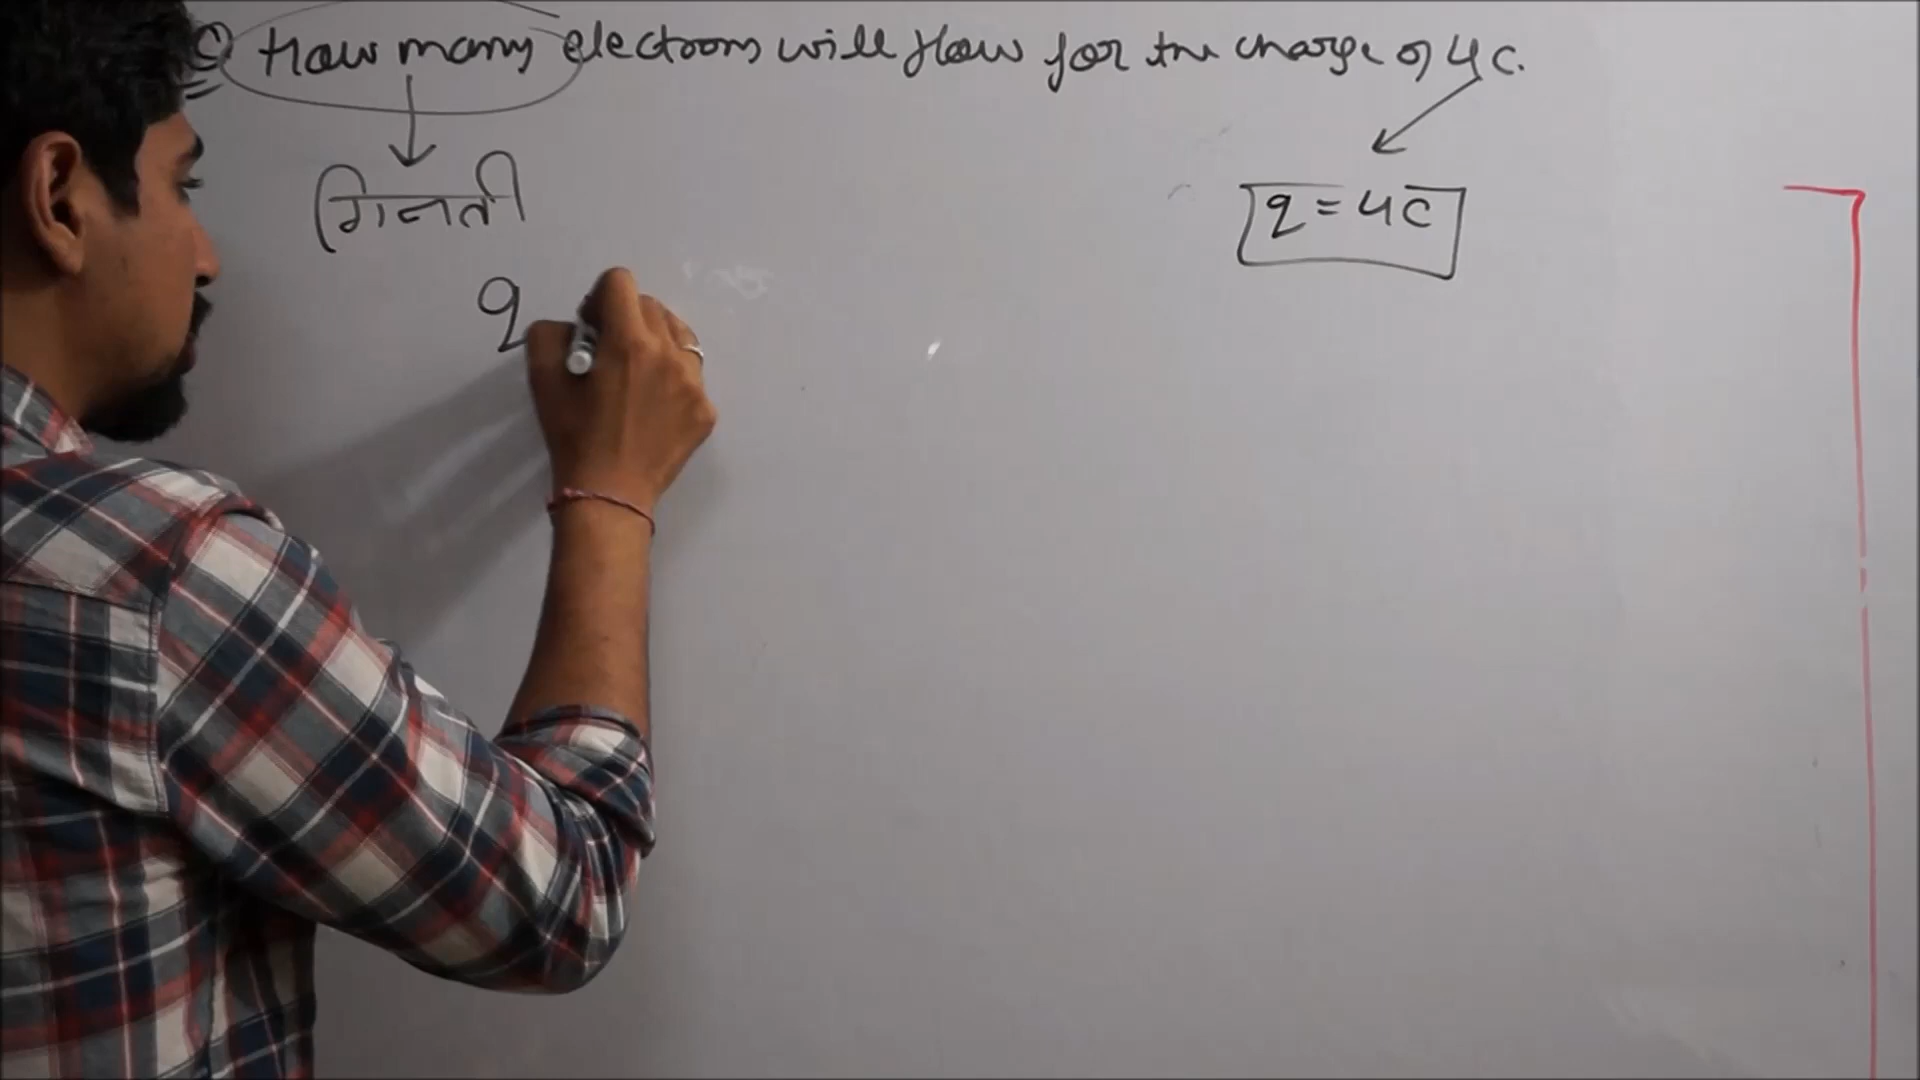 Q How many electrons will flow for the charge of 4C.
गिनती
q = 4C
q